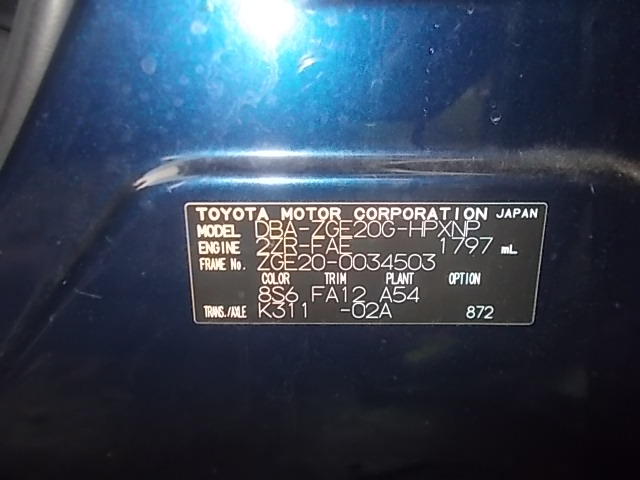 TOYOTA MOTOR CORPORATION JAPAN
MODEL DBA-ZGE20G-HPXNP
ENGINE 2ZR-FAE 1797 mL
FRAME No. ZGE20-0034503
COLOR TRIM PLANT OPTION
8S6 FA12 A54
TRANS./AXLE K311 -02A 872